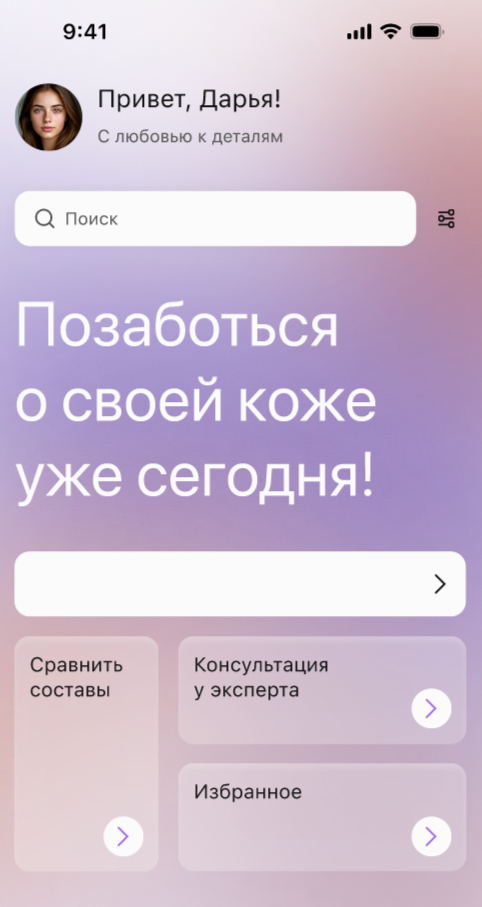 9:41
Привет, Дарья!
С любовью к деталям
Поиск
Позаботься
о своей коже
уже сегодня!
Сравнить
составы
Консультация
у эксперта
Избранное